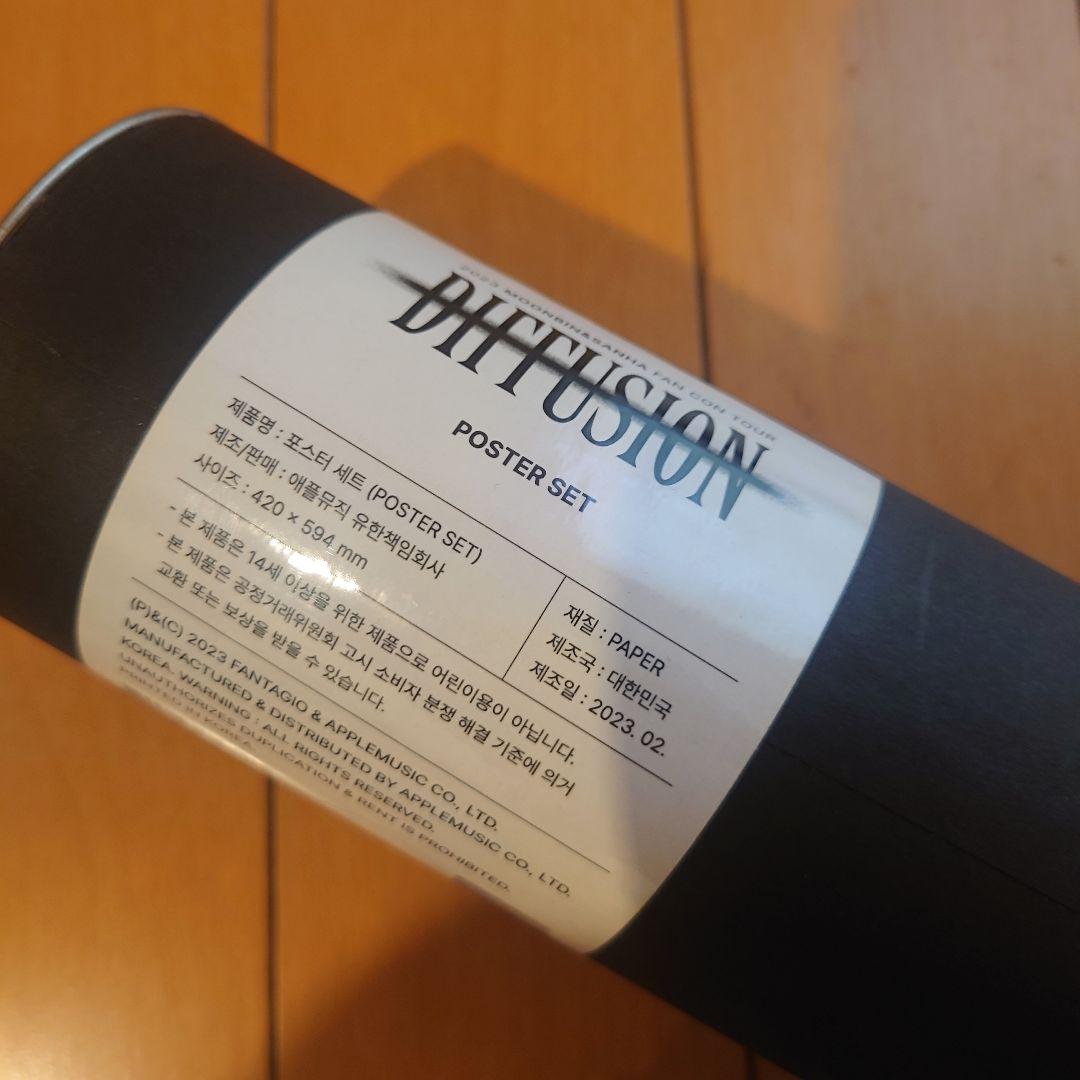 2023 MOONBIN&SANHA FAN CON TOUR
DIFFUSION
POSTER SET
제품명 : 포스터 세트 (POSTER SET)
제조/판매 : 애플뮤직 유한책임회사
사이즈 : 420 × 594 mm
재질 : PAPER
제조국 : 대한민국
제조일 : 2023. 02.
- 본 제품은 14세 이상을 위한 제품으로 어린이용이 아닙니다.
- 본 제품은 공정거래위원회 고시 소비자 분쟁 해결 기준에 의거
교환 또는 보상을 받을 수 있습니다.
(P)&(C) 2023 FANTAGIO & APPLEMUSIC CO., LTD.
MANUFACTURED & DISTRIBUTED BY APPLEMUSIC CO., LTD.
KOREA. WARNING : ALL RIGHTS RESERVED.
UNAUTHORIZES DUPLICATION & RENT IS PROHIBITED.
PRINTED IN KOREA.